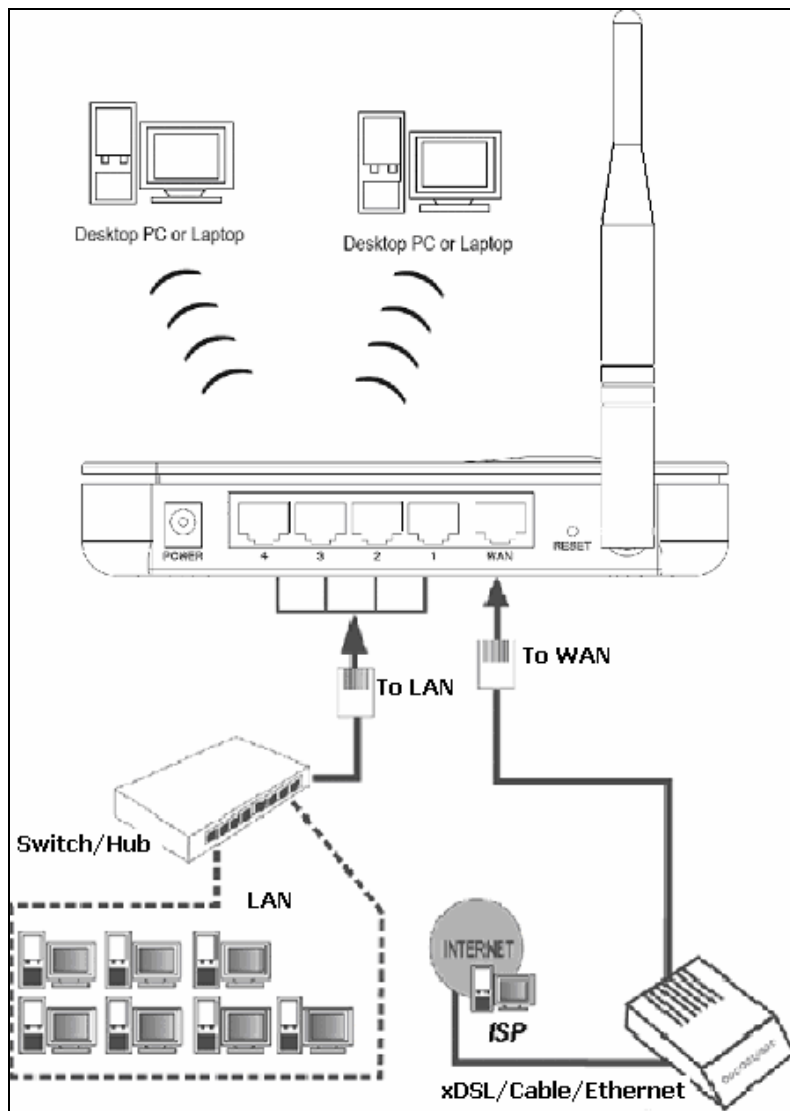 Desktop PC or Laptop
Desktop PC or Laptop
POWER
4
3
2
1
WAN
RESET
To LAN
To WAN
Switch/Hub
LAN
INTERNET
ISP
xDSL/Cable/Ethernet